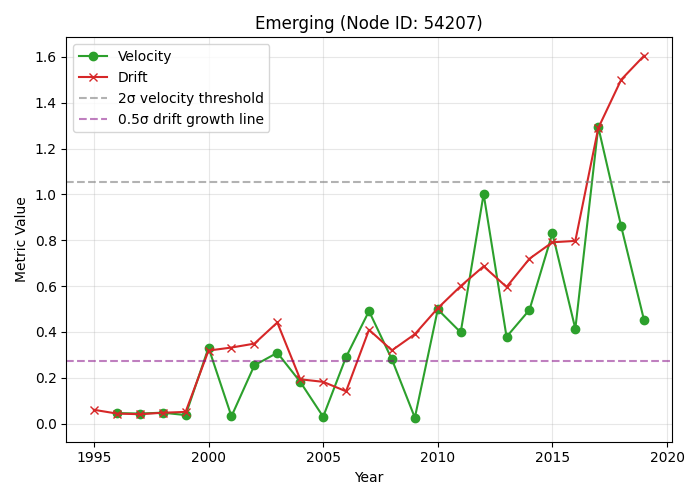 Emerging (Node ID: 54207)
Velocity
Drift
2σ velocity threshold
0.5σ drift growth line
Metric Value
1.6
1.4
1.2
1.0
0.8
0.6
0.4
0.2
0.0
1995
2000
2005
2010
2015
2020
Year